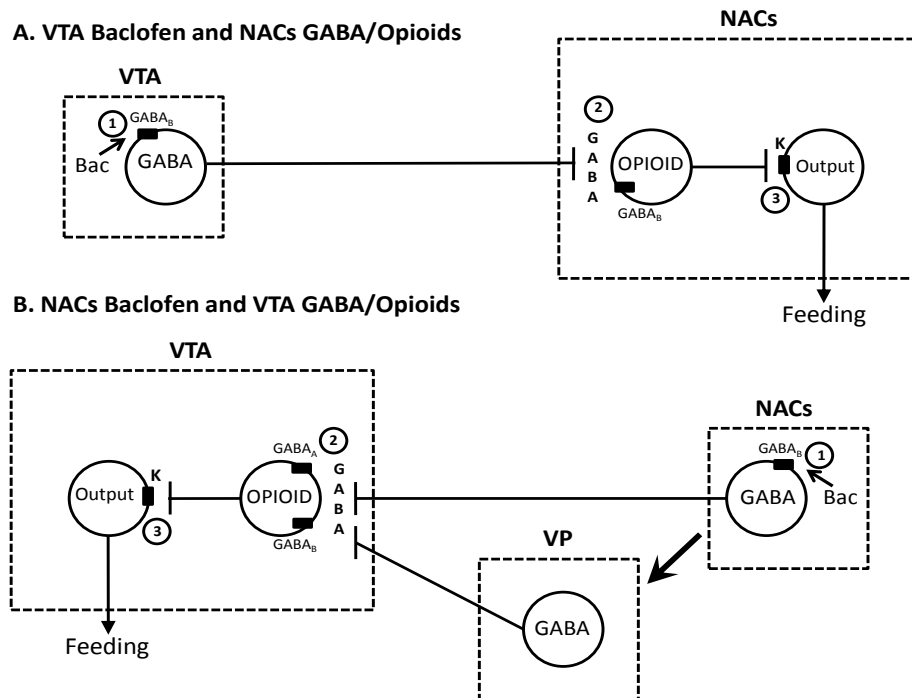 A. VTA Baclofen and NACs GABA/Opioids
NACs
VTA
1
GABAB
Bac
GABA
2
G
A
B
A
OPIOID
GABAB
K
Output
3
Feeding
B. NACs Baclofen and VTA GABA/Opioids
VTA
NACs
Output
K
3
Feeding
OPIOID
GABAA
2
GABAB
G
A
B
A
GABAB
1
GABA
Bac
VP
GABA